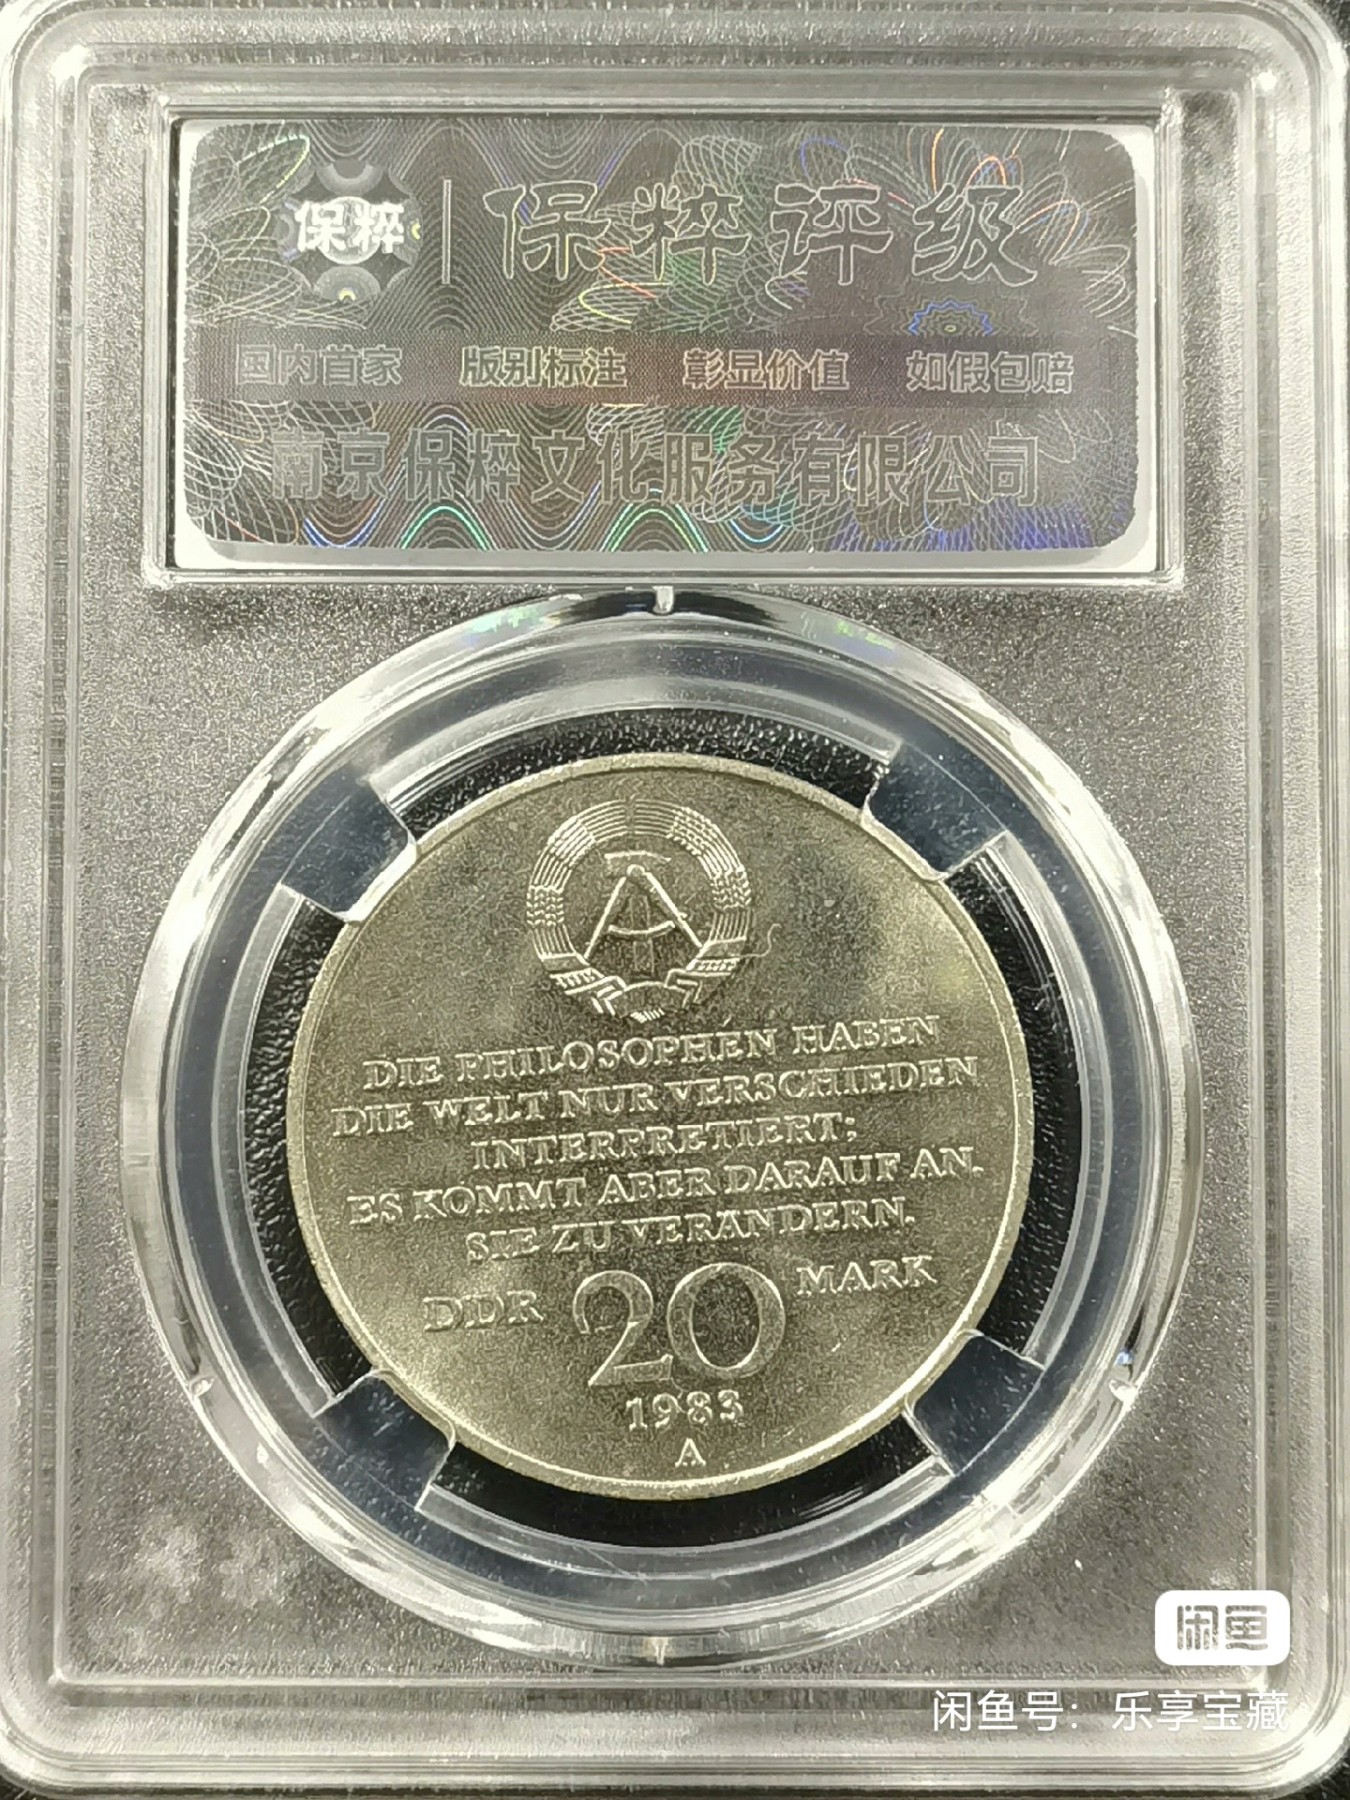 保粹 保粹评级
国内首家 版别标注 彰显价值 如假包赔
南京保粹文化服务有限公司
DIE PHILOSOPHEN HABEN
DIE WELT NUR VERSCHIEDEN
INTERPRETIERT;
ES KOMMT ABER DARAUF AN,
SIE ZU VERÄNDERN.
DDR 20 MARK
1983
A
闲鱼
闲鱼号：乐享宝藏